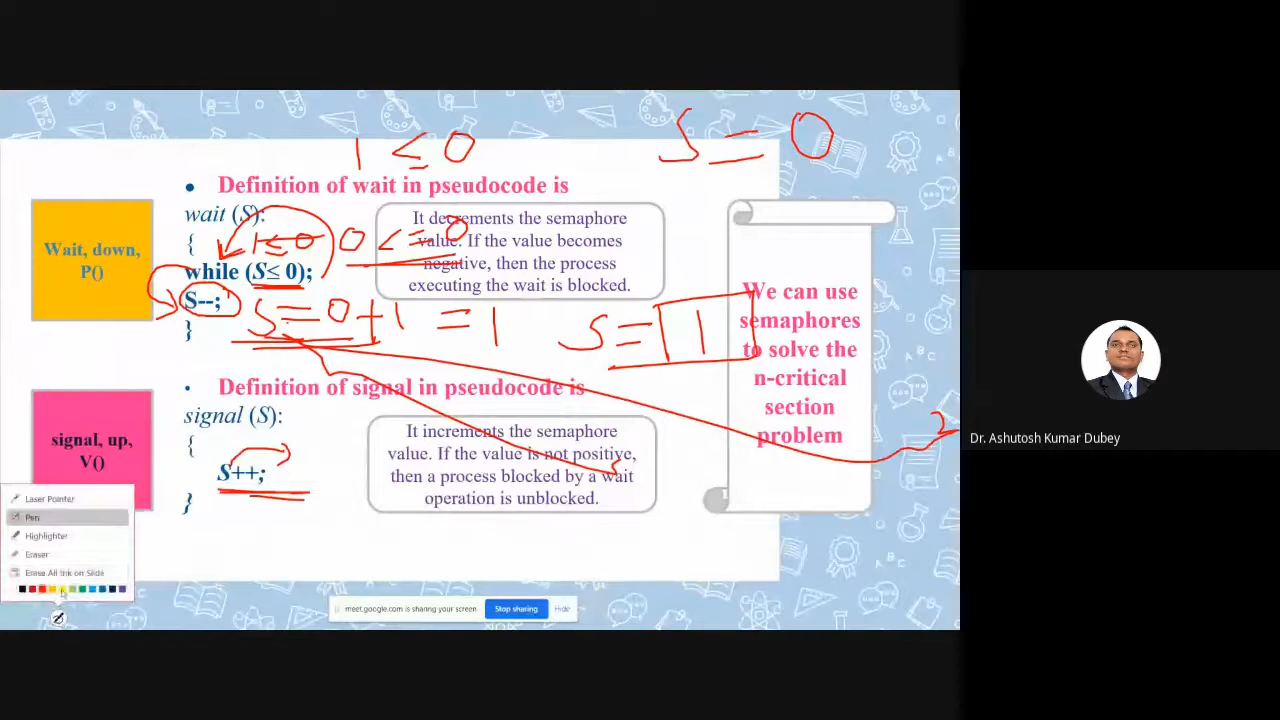 1 ≤ 0
S = 0
• Definition of wait in pseudocode is
wait (S):
{
1 ≤ 0 0 <= 0
while (S≤ 0);
S--;
}
S = 0 + 1 = 1 S = 1
Wait, down,
P()
It decrements the semaphore
value. If the value becomes
negative, then the process
executing the wait is blocked.
We can use
semaphores
to solve the
n-critical
section
problem
• Definition of signal in pseudocode is
signal (S):
{
S++;
}
signal, up,
V()
It increments the semaphore
value. If the value is not positive,
then a process blocked by a wait
operation is unblocked.
2
Laser Pointer
Pen
Highlighter
Eraser
Erase All Ink on Slide
meet.google.com is sharing your screen.
Stop sharing
Hide
Dr. Ashutosh Kumar Dubey